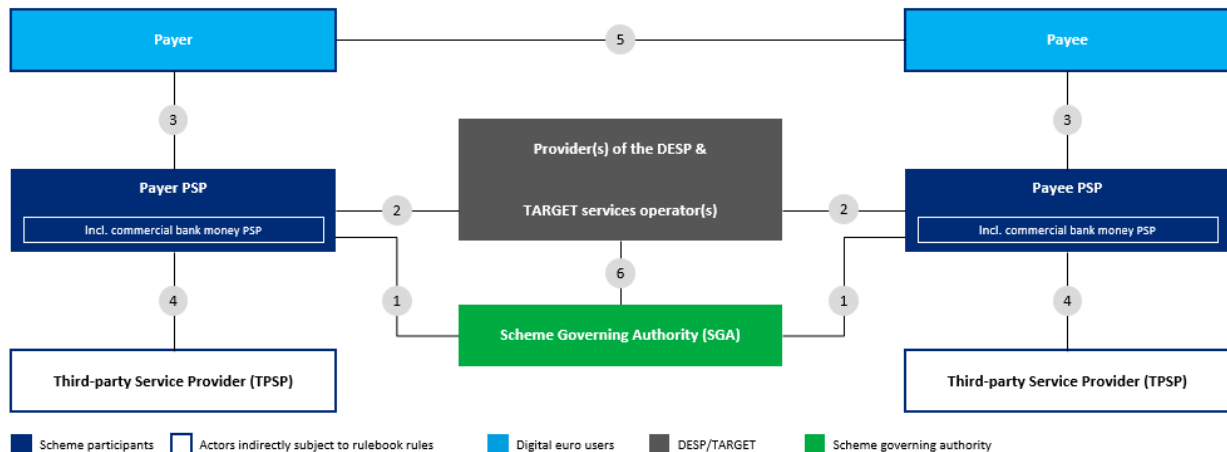 Payer
5
Payee
3
3
Provider(s) of the DESP &
TARGET services operator(s)
Payer PSP
Incl. commercial bank money PSP
2
2
Payee PSP
Incl. commercial bank money PSP
6
4
1
1
4
Scheme Governing Authority (SGA)
Third-party Service Provider (TPSP)
Third-party Service Provider (TPSP)
Scheme participants
Actors indirectly subject to rulebook rules
Digital euro users
DESP/TARGET
Scheme governing authority